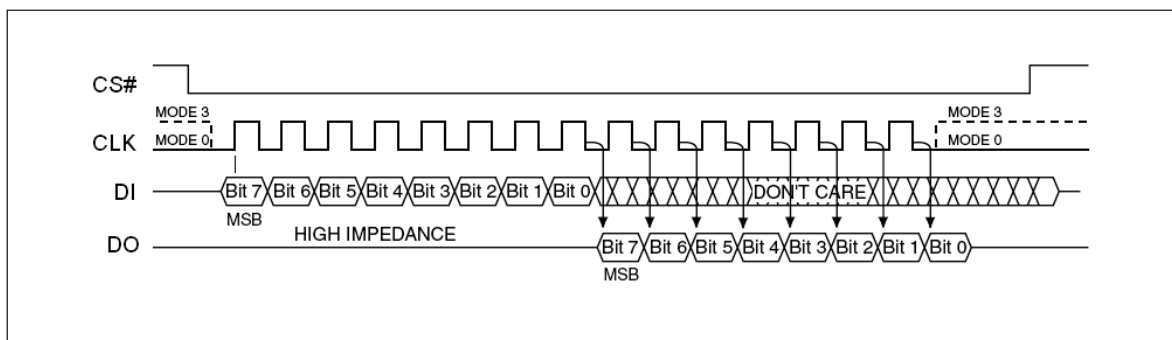 CS#
MODE 3
MODE 3
CLK
MODE 0
MODE 0
DI
Bit 7 Bit 6 Bit 5 Bit 4 Bit 3 Bit 2 Bit 1 Bit 0 DON'T CARE
MSB
HIGH IMPEDANCE
DO
Bit 7 Bit 6 Bit 5 Bit 4 Bit 3 Bit 2 Bit 1 Bit 0
MSB